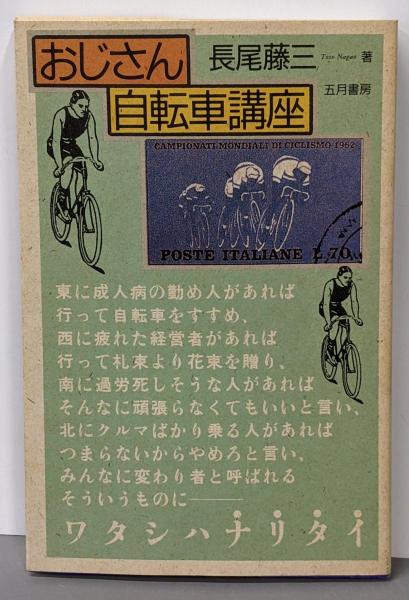 おじさん
自転車講座
長尾藤三
Tozo Nagao
著
五月書房
CAMPIONATI·MONDIALI DI CICLISMO·1962
POSTE ITALIANE L.70
東に成人病の勤め人があれば
行って自転車をすすめ、
西に疲れた経営者があれば
行って札束より花束を贈り、
南に過労死しそうな人があれば
そんなに頑張らなくてもいいと言い、
北にクルマばかり乗る人があれば
つまらないからやめろと言い、
みんなに変わり者と呼ばれる
そういうものに――
ワタシハナリタイ